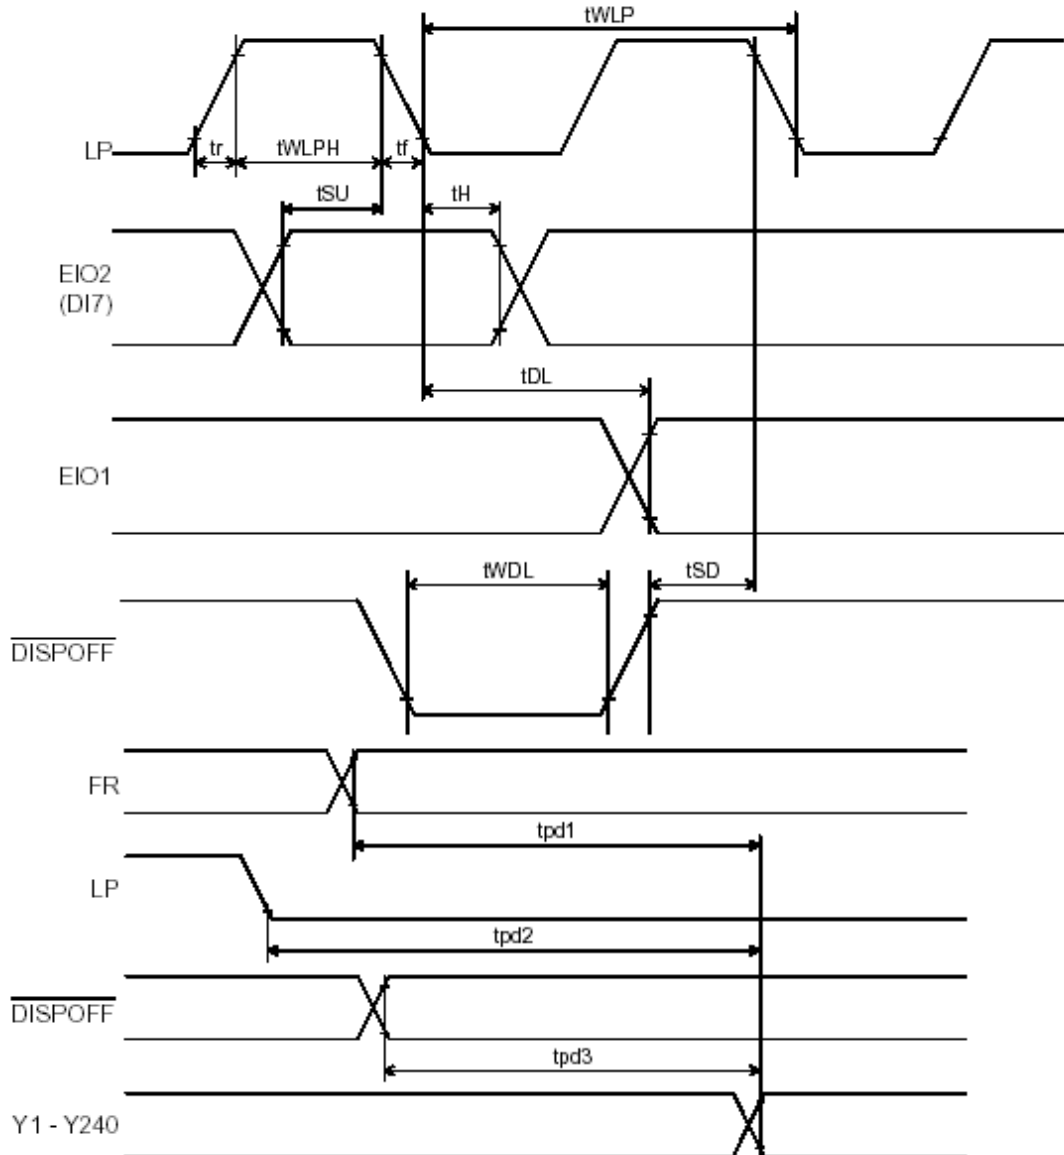 tWLP
LP
tr
tWLPH
tf
tSU
tH
EIO2
(DI7)
tDL
EIO1
tWDL
tSD
DISPOFF
FR
tpd1
LP
tpd2
DISPOFF
tpd3
Y1 - Y240